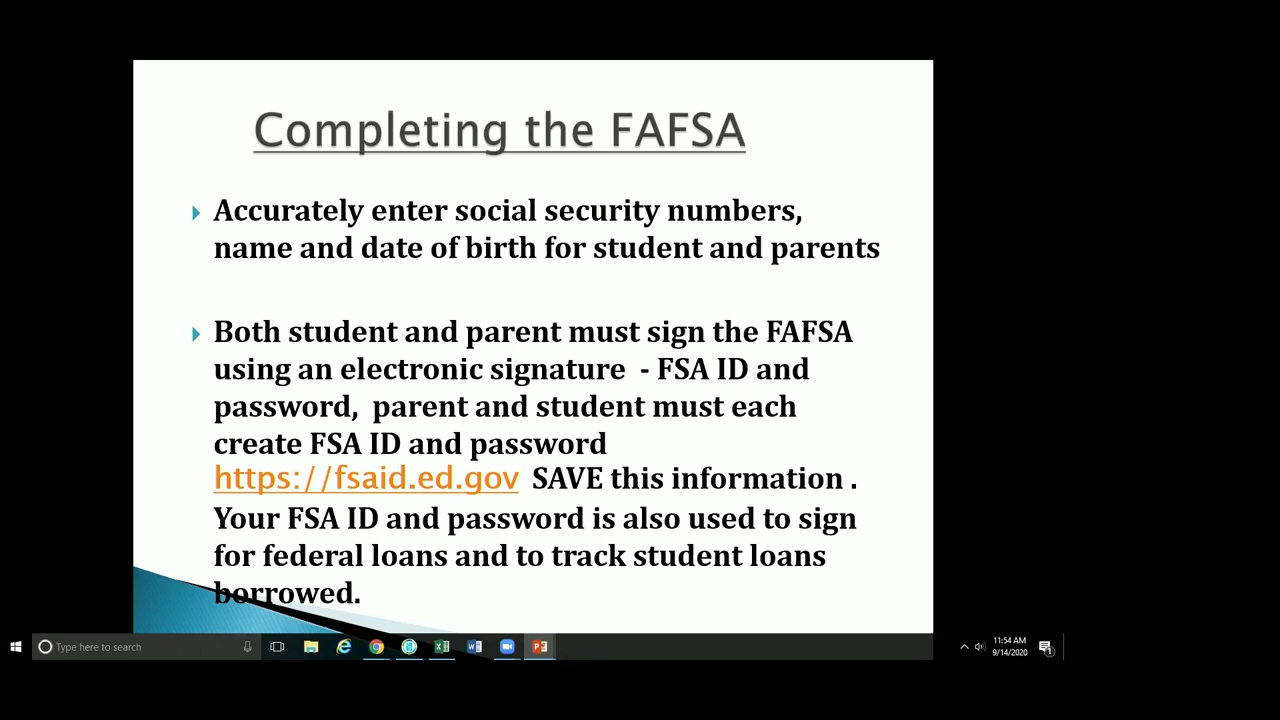 Completing the FAFSA
Accurately enter social security numbers,
name and date of birth for student and parents
Both student and parent must sign the FAFSA
using an electronic signature  - FSA ID and
password,  parent and student must each
create FSA ID and password
https://fsaid.ed.gov  SAVE this information .
Your FSA ID and password is also used to sign
for federal loans and to track student loans
borrowed.
Type here to search
11:54 AM
9/14/2020